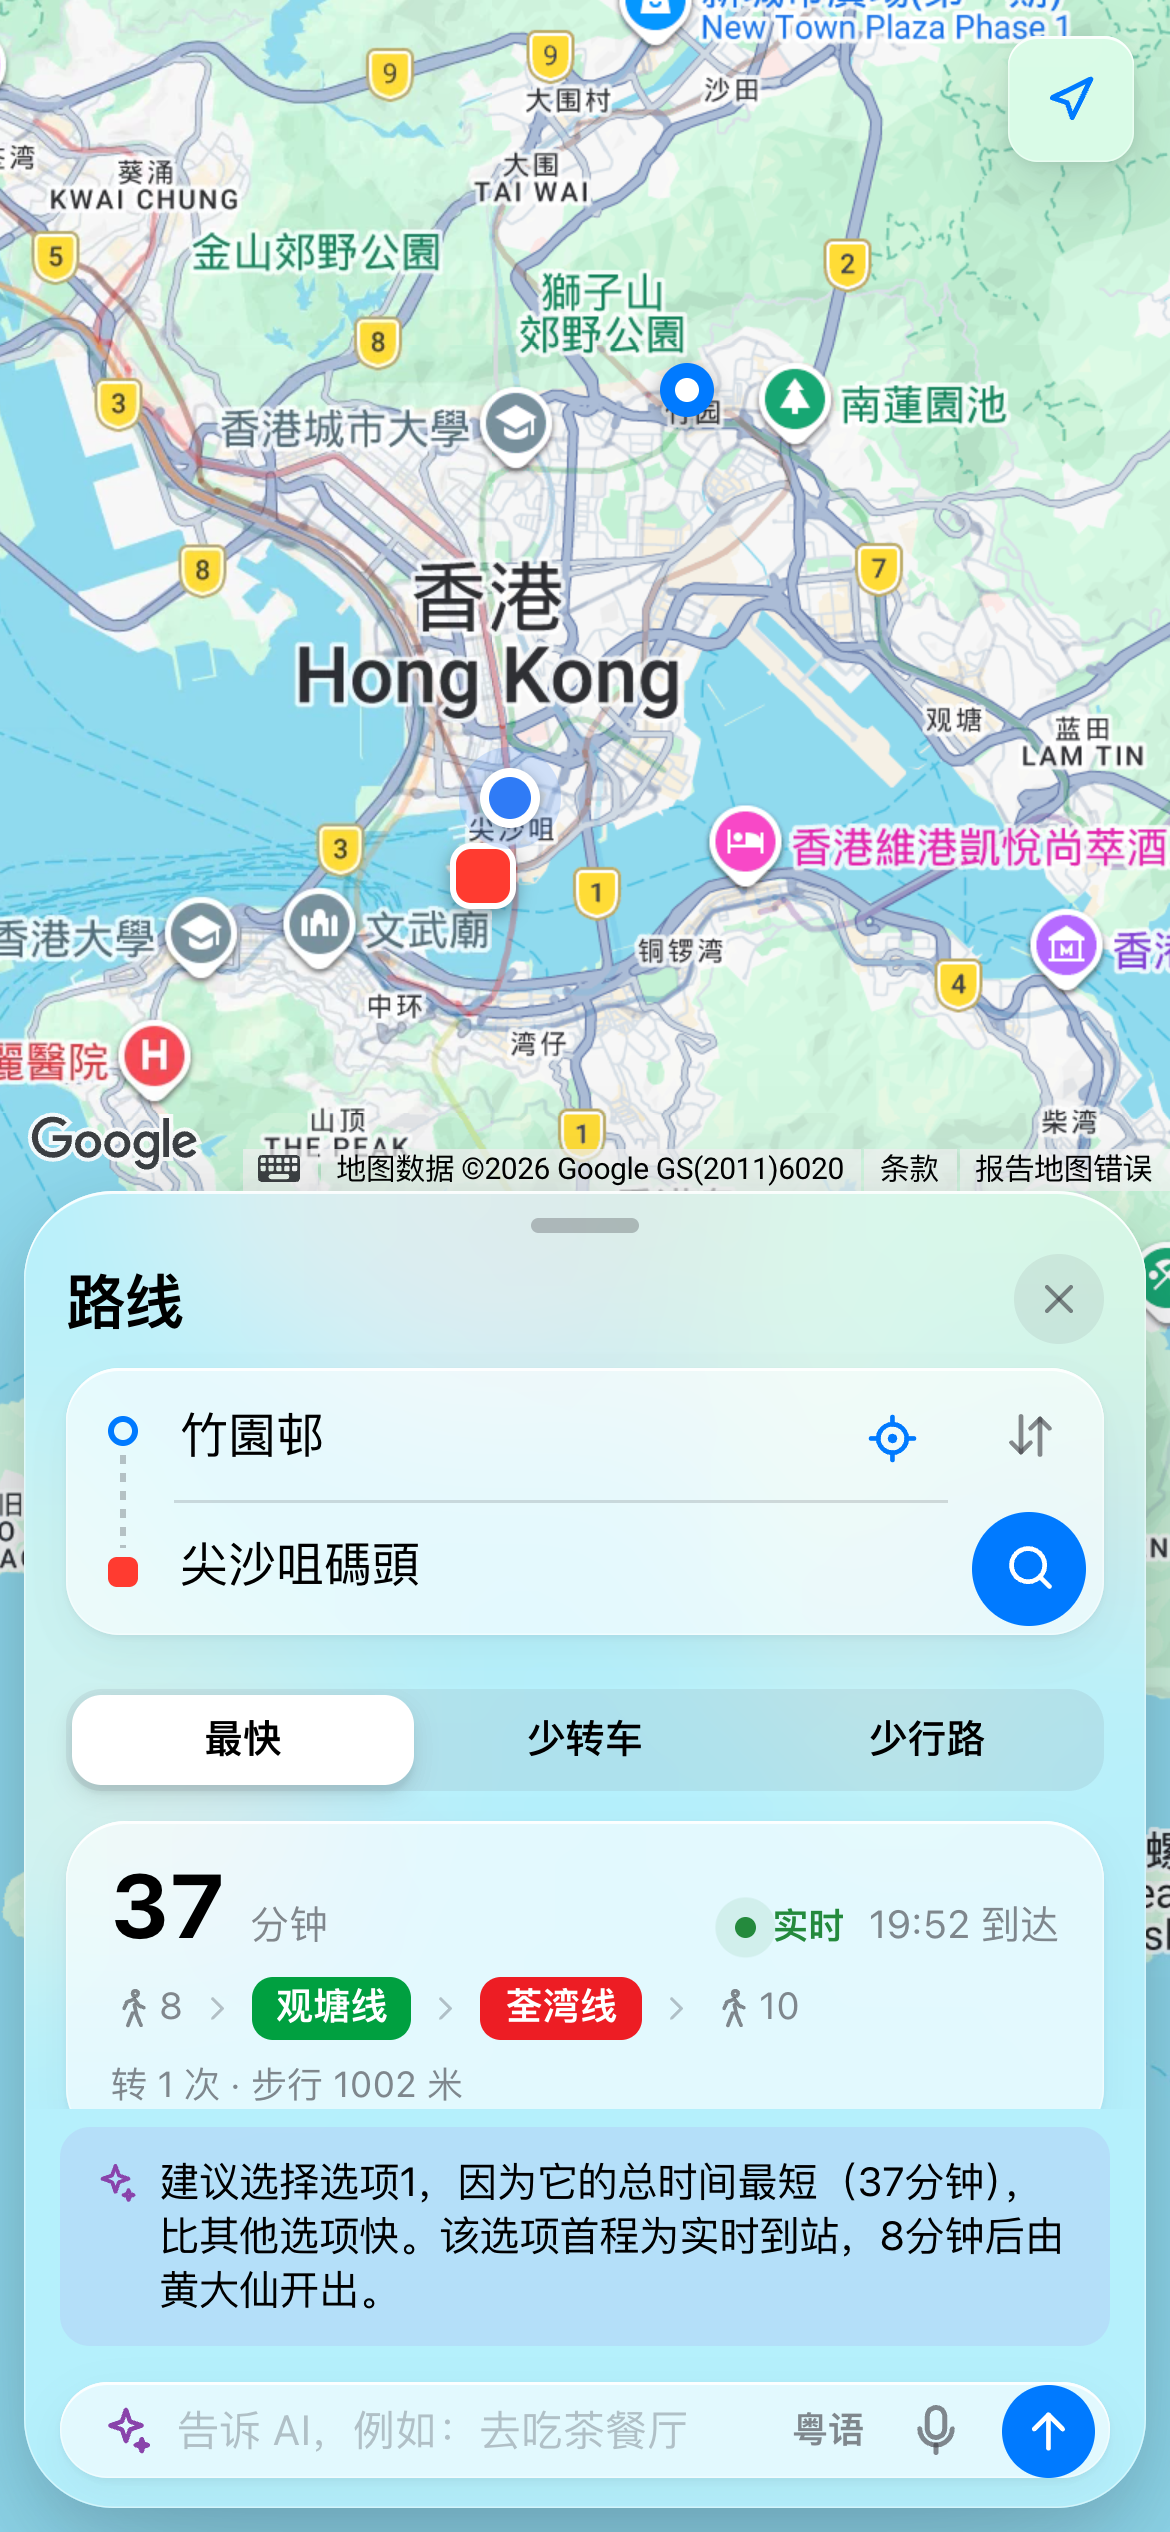 New Town Plaza Phase 1
9
9
大围村
沙田
葵涌
KWAI CHUNG
大围
TAI WAI
5
金山郊野公園
2
獅子山
郊野公園
8
3
香港城市大學
南蓮園池
8
7
香港
Hong Kong
观塘
蓝田
LAM TIN
尖沙咀
3
香港維港凱悅尚萃酒
1
香港大學
文武廟
铜锣湾
4
中环
湾仔
H
麗醫院
山顶
THE PEAK
1
柴湾
Google
地图数据 ©2026 Google GS(2011)6020
条款
报告地图错误
路线
竹園邨
尖沙咀碼頭
最快
少转车
少行路
37 分钟
实时 19:52 到达
8 > 观塘线 > 荃湾线 > 10
转 1 次 · 步行 1002 米
建议选择选项1，因为它的总时间最短（37分钟），
比其他选项快。该选项首程为实时到站，8分钟后由
黄大仙开出。
告诉 AI，例如：去吃茶餐厅
粤语